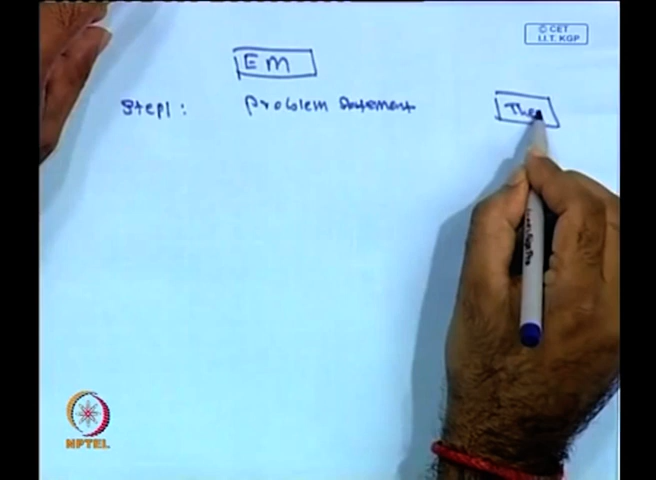 © CET
I.I.T. KGP
EM
Step1: Problem Statement
The
NPTEL